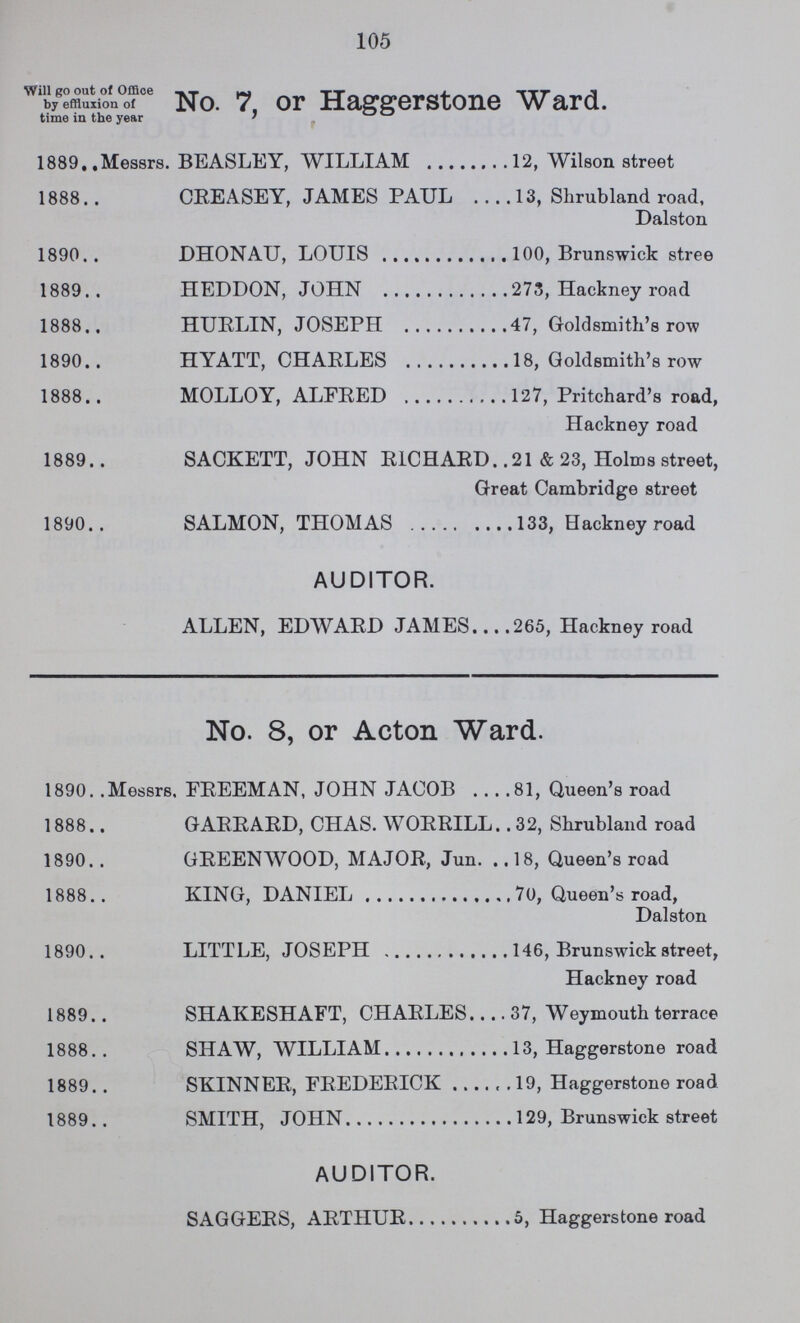 105
Will go out of Office
by effluxion of
time in the year
No. 7, or Haggerstone Ward.
1889..Messrs. BEASLEY, WILLIAM ........12, Wilson street
1888.. CREASEY, JAMES PAUL ....13, Shrubland road,
Dalston
1890.. DHONAU, LOUIS ............100, Brunswick stree
1889.. HEDDON, JOHN ............273, Hackney road
1888.. HURLIN, JOSEPH ..........47, Goldsmith's row
1890.. HYATT, CHARLES ..........18, Goldsmith's row
1888.. MOLLOY, ALFRED ..........127, Pritchard's road,
Hackney road
1889.. SACKETT, JOHN RICHARD..21 & 23, Holms street,
Great Cambridge street
1890.. SALMON, THOMAS ..... ....133, Hackney road
AUDITOR.
ALLEN, EDWARD JAMES....265, Hackney road
No. 8, or Acton Ward.
1890..Messrs. FREEMAN, JOHN JACOB ....81, Queen's road
1888.. GARRARD, CHAS. WORRILL..32, Shrubland road
1890.. GREENWOOD, MAJOR, Jun. ..18, Queen's road
1888.. KING, DANIEL ..............70, Queen's road,
Dalston
1890.. LITTLE, JOSEPH ............146, Brunswick street,
Hackney road
1889.. SHAKESHAFT, CHARLES....37, Weymouth terrace
1888.. SHAW, WILLIAM............13, Haggerstone road
1889.. SKINNER, FREDERICK ......19, Haggerstone road
1889.. SMITH, JOHN................129, Brunswick street
AUDITOR.
SAGGERS, ARTHUR..........5, Haggerstone road